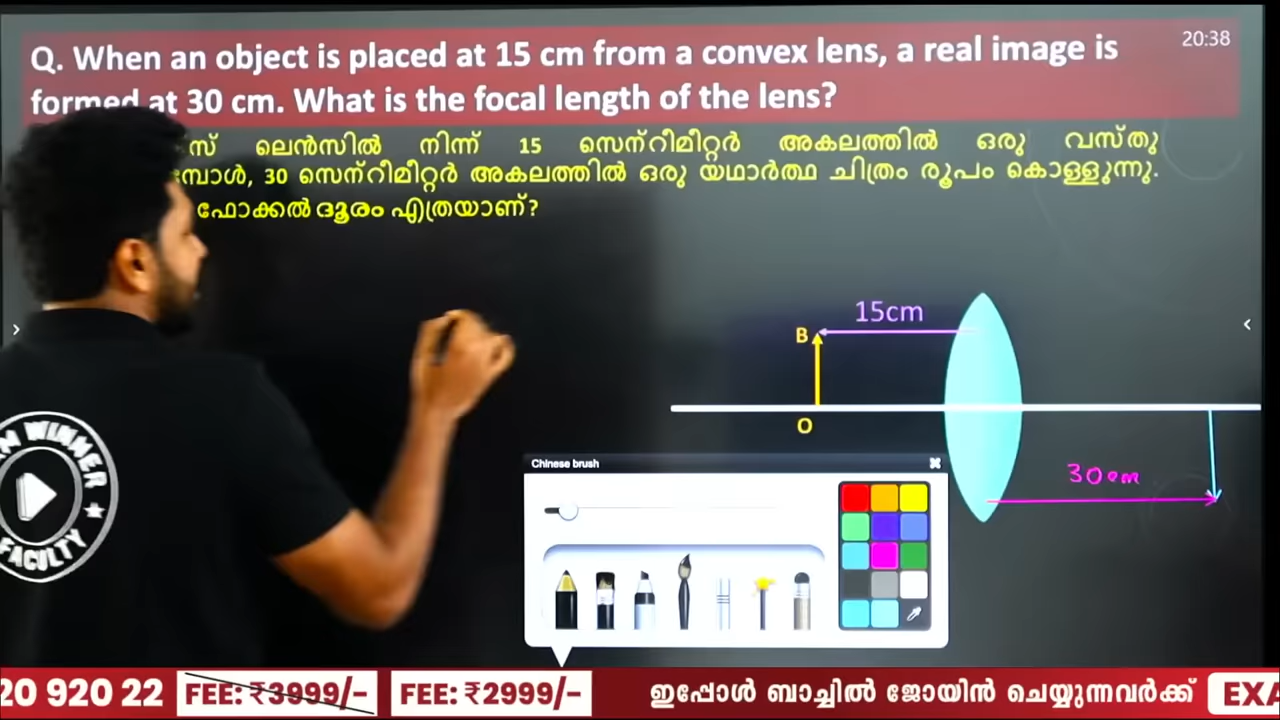 Q. When an object is placed at 15 cm from a convex lens, a real image is
20:38
formed at 30 cm. What is the focal length of the lens?
ലെൻസിൽ നിന്ന് 15 സെന്റീമീറ്റർ അകലത്തിൽ ഒരു വസ്തു
30 സെന്റീമീറ്റർ അകലത്തിൽ ഒരു യഥാർത്ഥ ചിത്രം രൂപം കൊള്ളുന്നു.
ഫോക്കൽ ദൂരം എത്രയാണ്?
15cm
B
O
30cm
Chinese brush
WINNER
FACULTY
20 920 22 FEE: ₹3999/- FEE: ₹2999/- ഇപ്പോൾ ബാച്ചിൽ ജോയിൻ ചെയ്യുന്നവർക്ക്